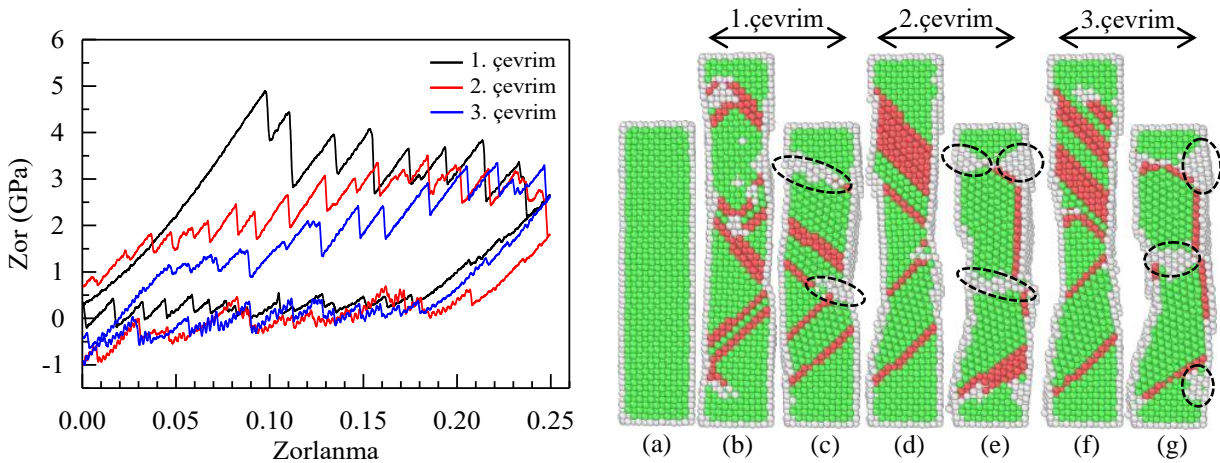 6
5
4
3
2
1
0
-1
Zor (GPa)
1. çevrim
2. çevrim
3. çevrim
0.00 0.05 0.10 0.15 0.20 0.25
Zorlanma
1.çevrim 2.çevrim 3.çevrim
(a) (b) (c) (d) (e) (f) (g)